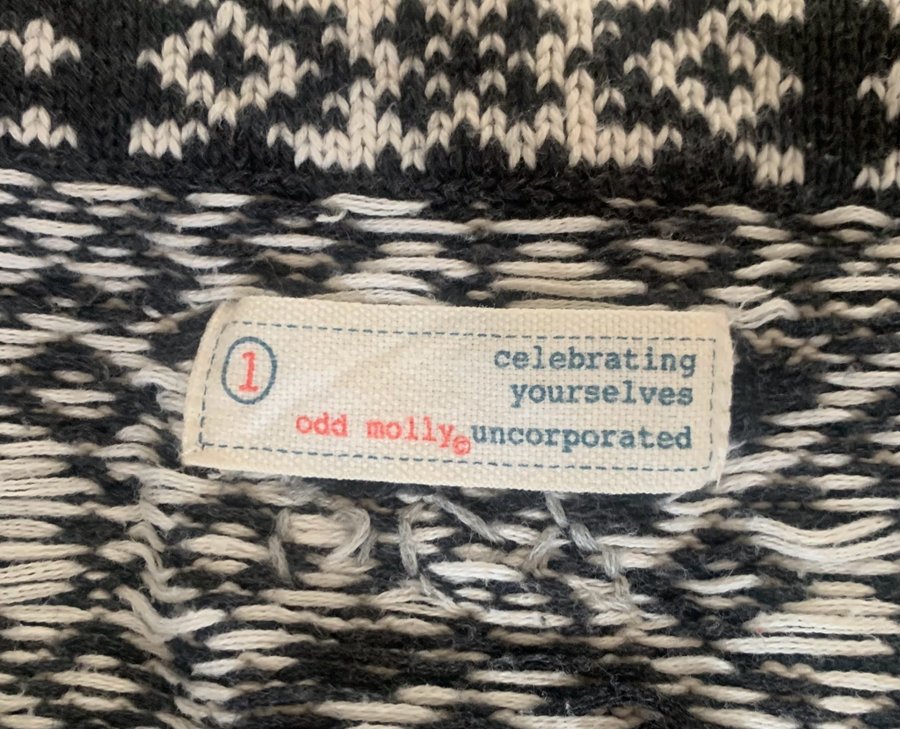 1
celebrating
yourselves
odd molly© uncorporated